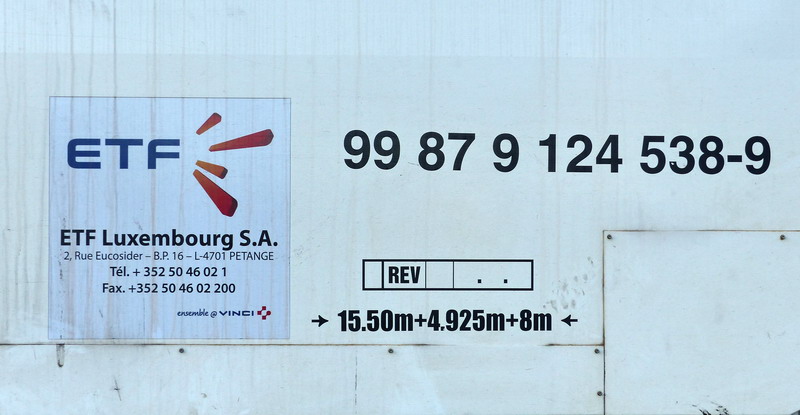 ETF
ETF Luxembourg S.A.
2, Rue Eucosider – B.P. 16 – L-4701 PETANGE
Tél. + 352 50 46 02 1
Fax. +352 50 46 02 200
ensemble @ VINCI
99 87 9 124 538-9
REV . .
15.50m+4.925m+8m